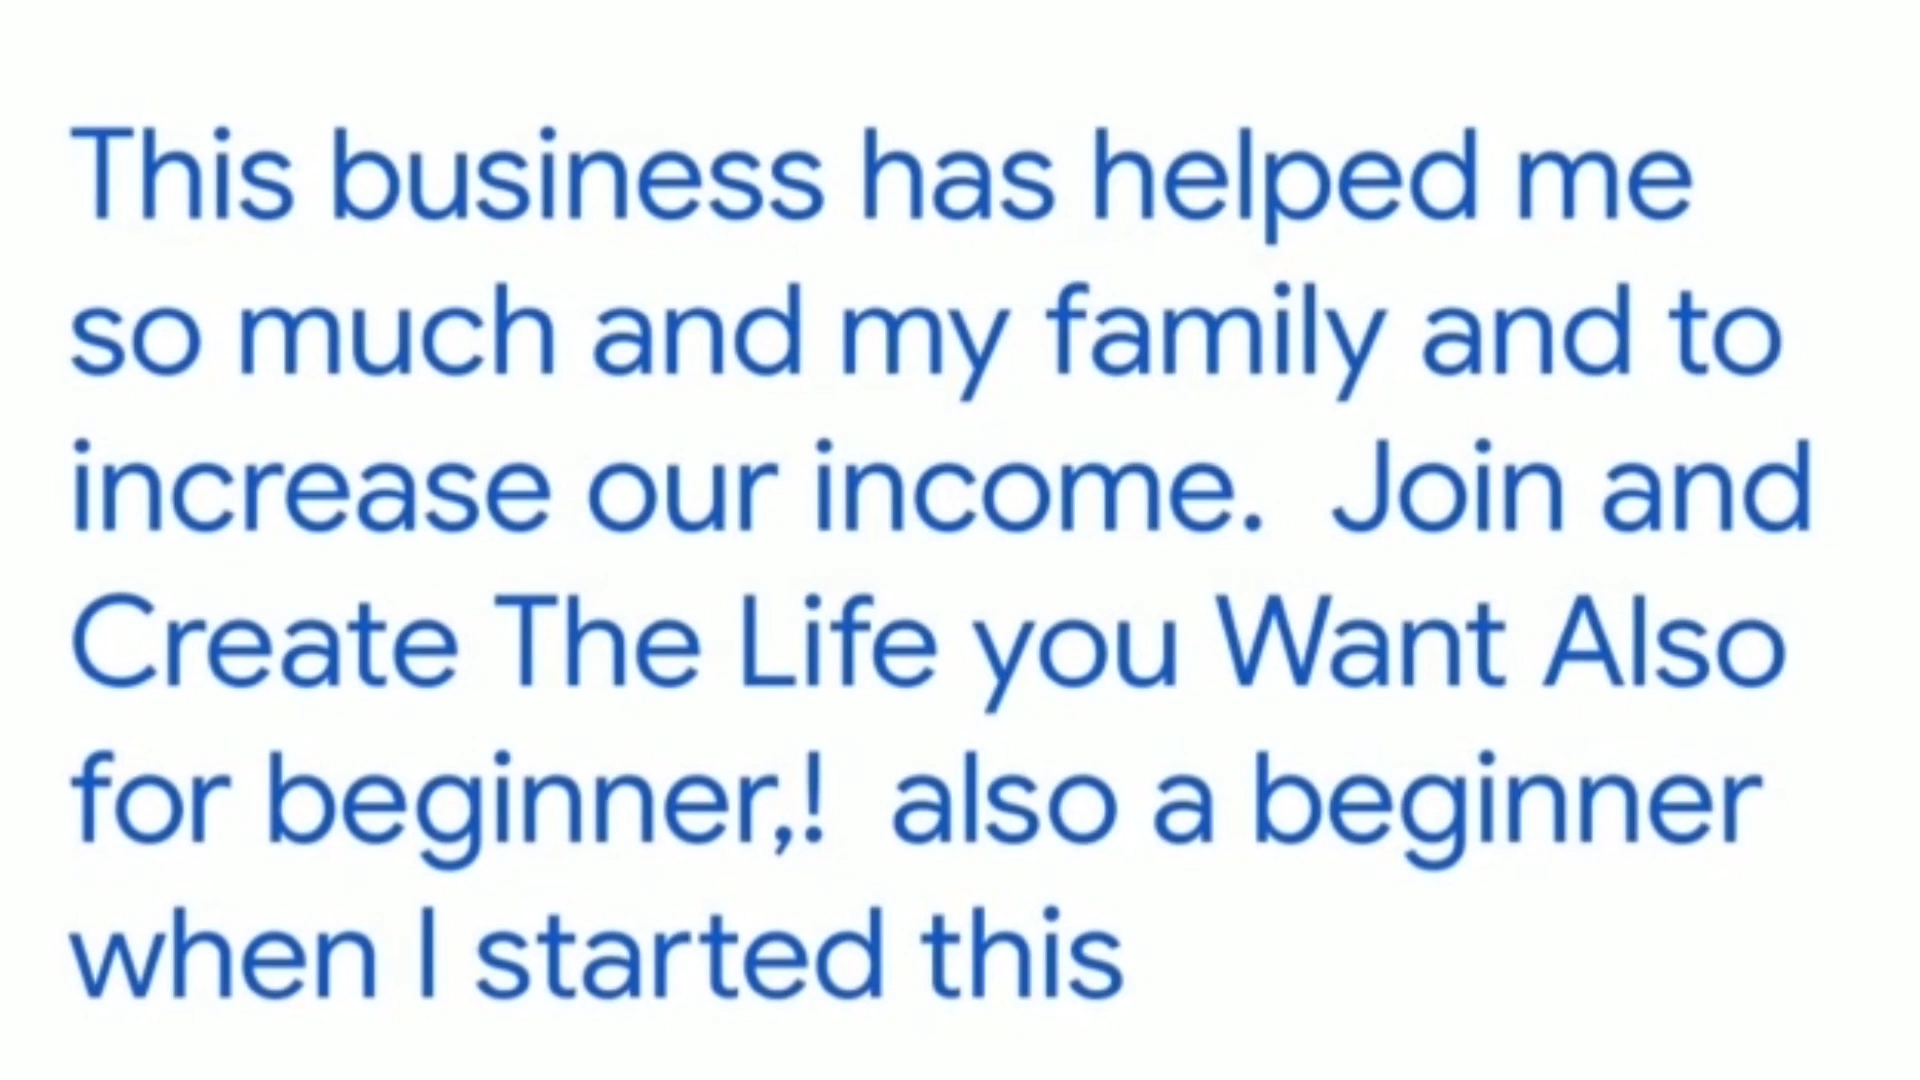 This business has helped me
so much and my family and to
increase our income.  Join and
Create The Life you Want Also
for beginner,!  also a beginner
when I started this